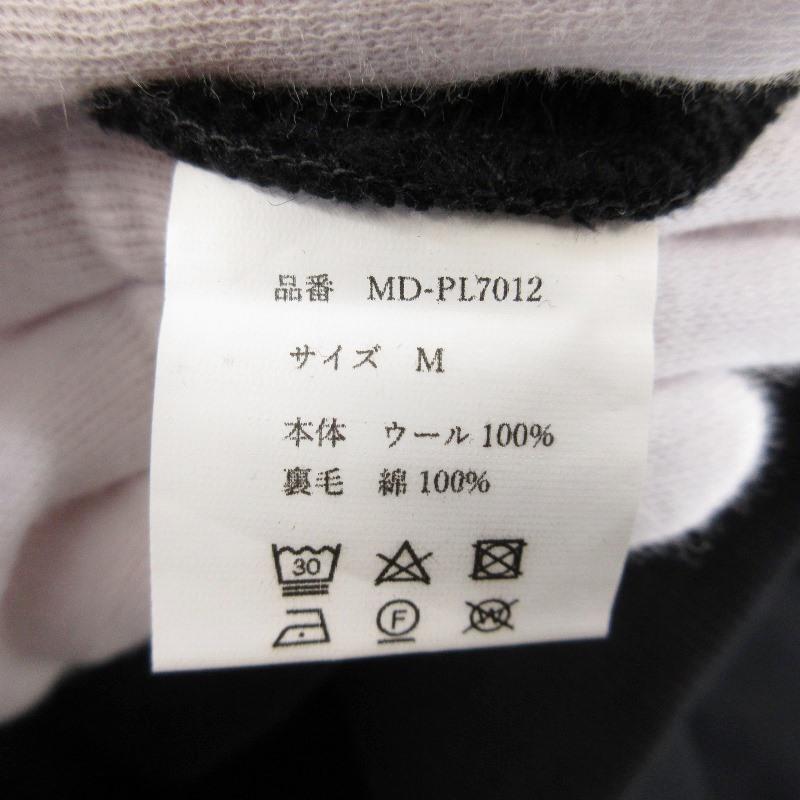 品番 MD-PL7012
サイズ M
本体 ウール 100%
裏毛 綿 100%
30
F W